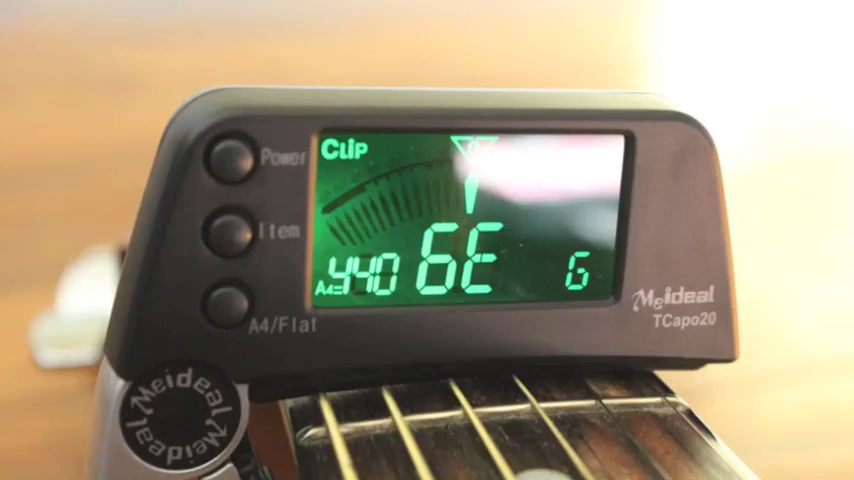 CLIP
Power
Item
A4=440 6E G
A4/Flat
Meideal
TCapo20
Meideal Meideal